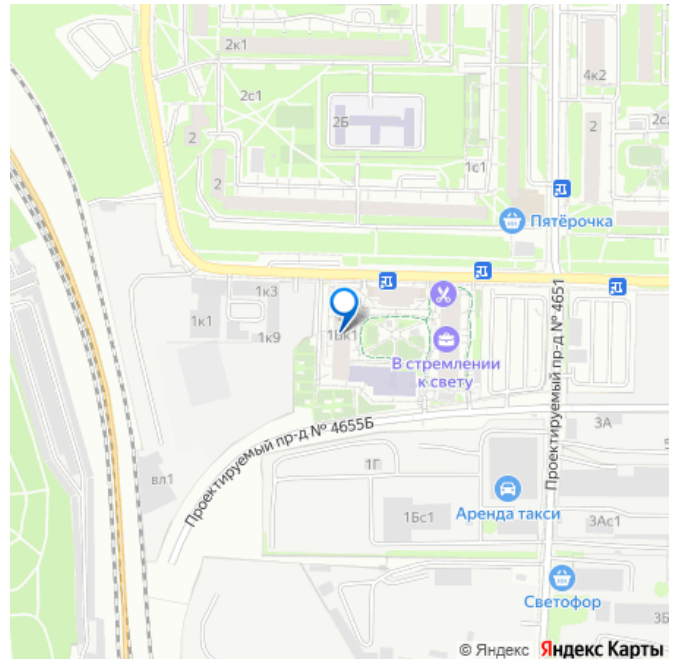 2к1
4к2
2с1
2Б
2
2
2с
1с1
2
Пятёрочка
1к3
1к1
1к9
1Вк1
В стремлении
к свету
Проектируемый пр-д № 4651
Проектируемый пр-д № 4655Б
3А
вл1
1Г
Аренда такси
1Бс1
3Ас1
Светофор
3Б
© Яндекс Яндекс Карты